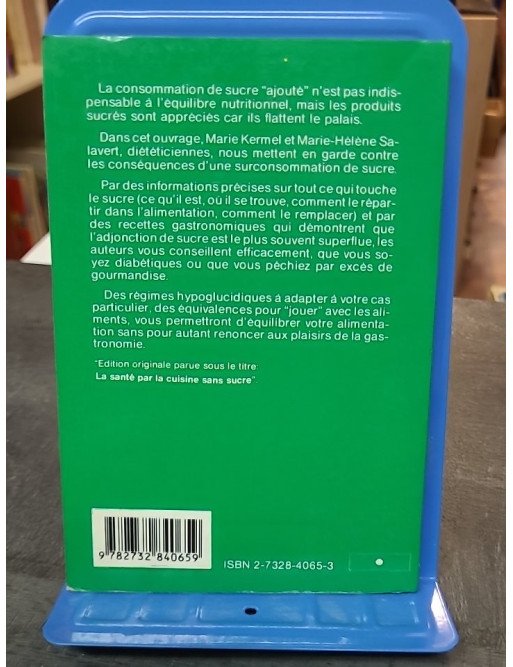 La consommation de sucre "ajouté" n'est pas indis-
pensable à l'équilibre nutritionnel, mais les produits
sucrés sont appréciés car ils flattent le palais.
Dans cet ouvrage, Marie Kermel et Marie-Hélène Sa-
lavert, diététiciennes, nous mettent en garde contre
les conséquences d'une surconsommation de sucre.
Par des informations précises sur tout ce qui touche
le sucre (ce qu'il est, où il se trouve, comment le répar-
tir dans l'alimentation, comment le remplacer) et par
des recettes gastronomiques qui démontrent que
l'adjonction de sucre est le plus souvent superflue, les
auteurs vous conseillent efficacement, que vous so-
yez diabétiques ou que vous péchiez par excès de
gourmandise.
Des régimes hypoglucidiques à adapter à votre cas
particulier, des équivalences pour "jouer" avec les ali-
ments, vous permettront d'équilibrer votre alimenta-
tion sans pour autant renoncer aux plaisirs de la gas-
tronomie.
"Edition originale parue sous le titre:
La santé par la cuisine sans sucre".
9 782732 840659
ISBN 2-7328-4065-3